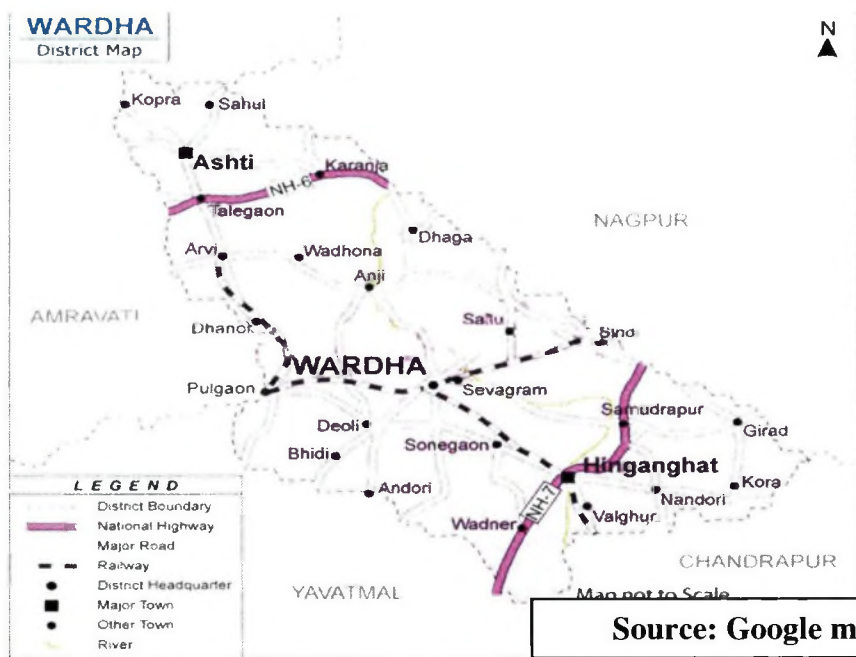 WARDHA
District Map
N
Kopra
Sahul
Ashti
Karanja
NH-6
Talegaon
NAGPUR
Dhaga
Arvi
Wadhona
Anji
AMRAVATI
Dhanor
Sallu
Sind
WARDHA
Pulgaon
Sevagram
Samudrapur
Deoli
Girad
Sonegaon
Bhidi
Hinganghat
LEGEND
District Boundary
National Highway
Major Road
Railway
District Headquarter
Major Town
Other Town
River
Andori
Kora
Nandori
NH-7
Valghur
Wadner
CHANDRAPUR
YAVATMAL
Map not to Scale
Source: Google m